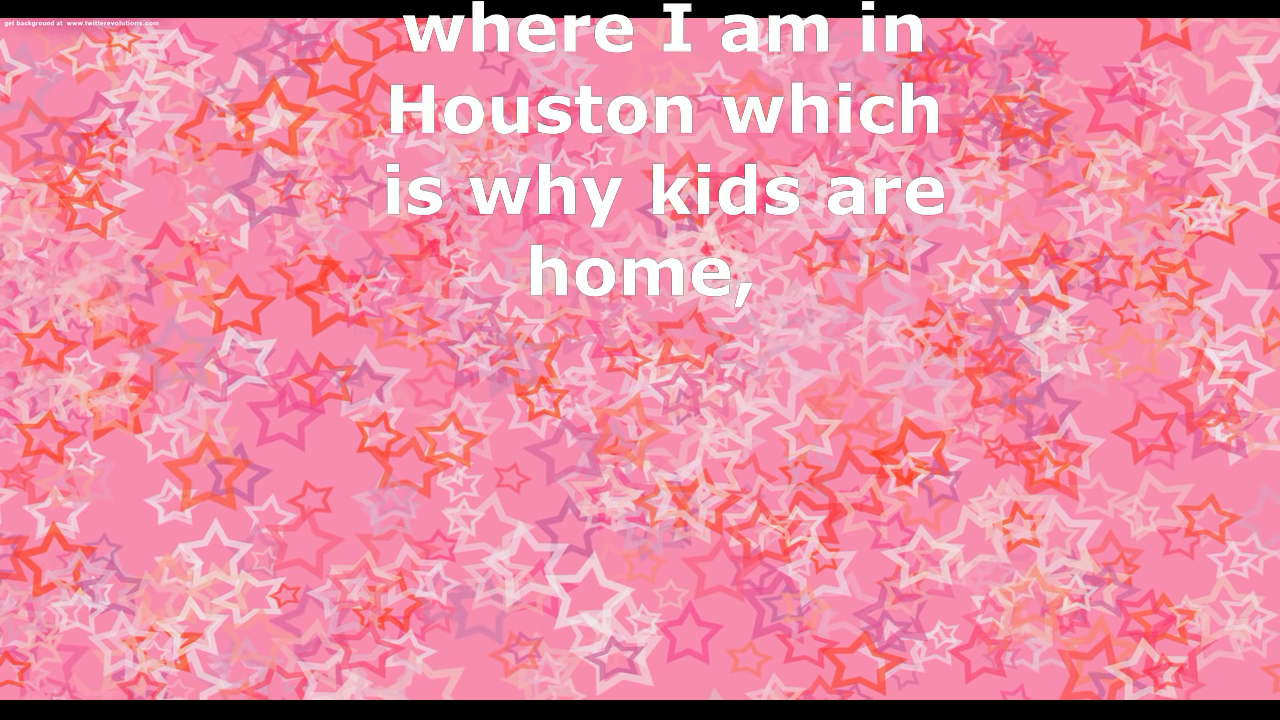 get background at www.twitterevolutions.com
where I am in
Houston which
is why kids are
home,